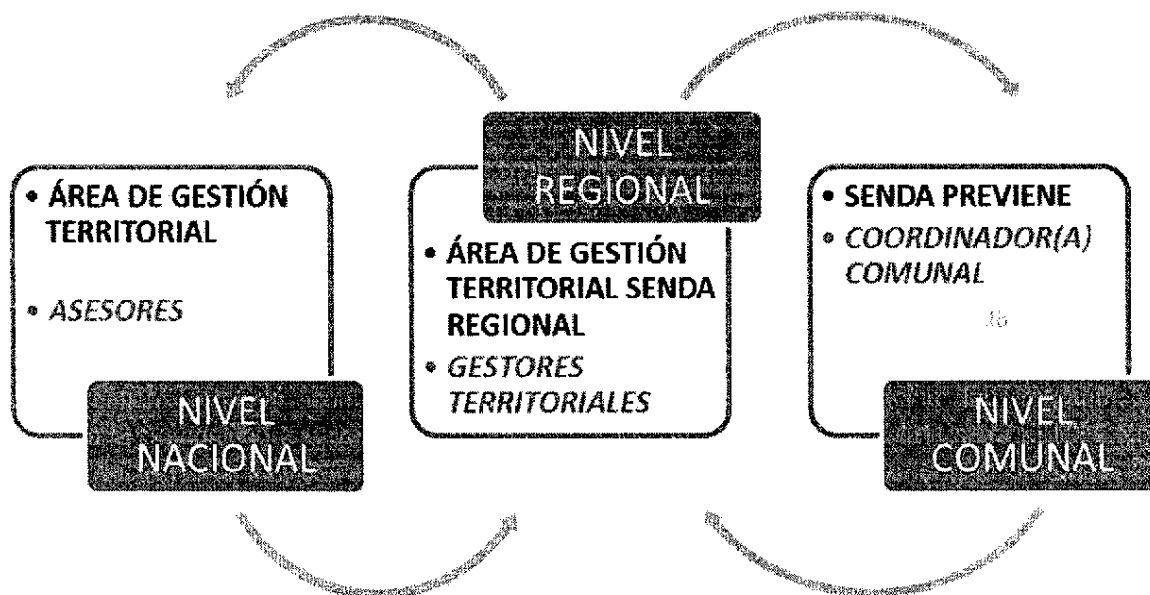 • ÁREA DE GESTIÓN
TERRITORIAL
• ASESORES
NIVEL
NACIONAL
NIVEL
REGIONAL
• ÁREA DE GESTIÓN
TERRITORIAL SENDA
REGIONAL
• GESTORES
TERRITORIALES
• SENDA PREVIENE
• COORDINADOR(A)
COMUNAL
NIVEL
COMUNAL